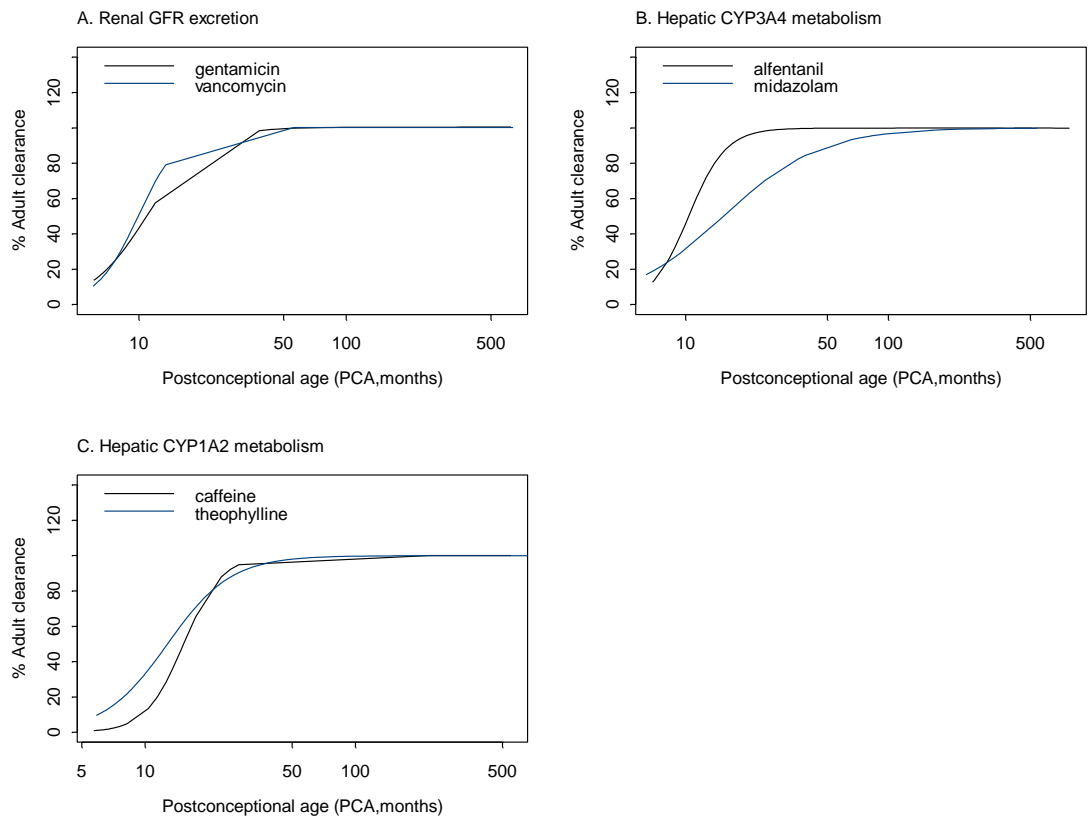 A. Renal GFR excretion
gentamicin
vancomycin
% Adult clearance
0 20 40 60 80 120
10 50 100 500
Postconceptional age (PCA,months)
B. Hepatic CYP3A4 metabolism
alfentanil
midazolam
% Adult clearance
0 20 40 60 80 120
10 50 100 500
Postconceptional age (PCA,months)
C. Hepatic CYP1A2 metabolism
caffeine
theophylline
% Adult clearance
0 20 40 60 80 120
5 10 50 100 500
Postconceptional age (PCA,months)